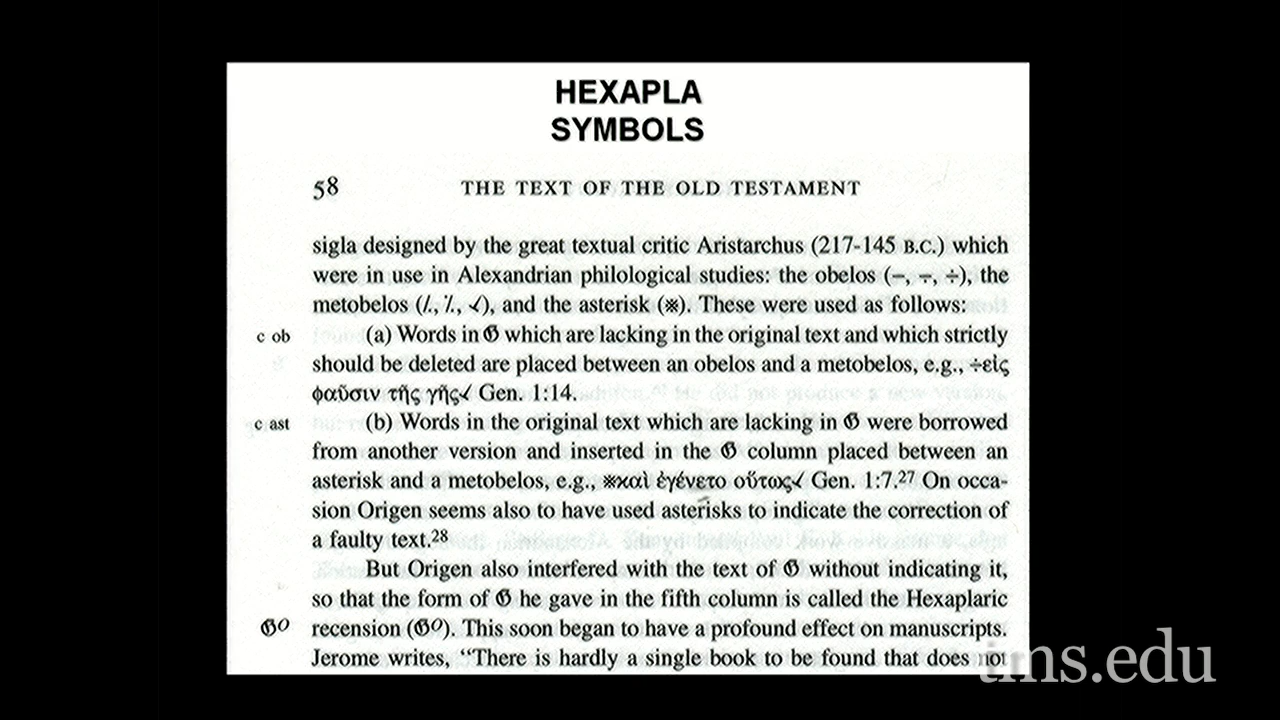 HEXAPLA
SYMBOLS
58 THE TEXT OF THE OLD TESTAMENT
sigla designed by the great textual critic Aristarchus (217-145 B.C.) which
were in use in Alexandrian philological studies: the obelos (−, ∸, ÷), the
metobelos (/., ٪, ✓), and the asterisk (※). These were used as follows:
c ob (a) Words in 𝔊 which are lacking in the original text and which strictly
should be deleted are placed between an obelos and a metobelos, e.g., ÷εἰς
φαῦσιν τῆς γῆς✓ Gen. 1:14.
c ast (b) Words in the original text which are lacking in 𝔊 were borrowed
from another version and inserted in the 𝔊 column placed between an
asterisk and a metobelos, e.g., ※καὶ ἐγένετο οὕτως✓ Gen. 1:7.27 On occa-
sion Origen seems also to have used asterisks to indicate the correction of
a faulty text.28
But Origen also interfered with the text of 𝔊 without indicating it,
so that the form of 𝔊 he gave in the fifth column is called the Hexaplaric
𝔊O recension (𝔊O). This soon began to have a profound effect on manuscripts.
Jerome writes, “There is hardly a single book to be found that does not
tms.edu